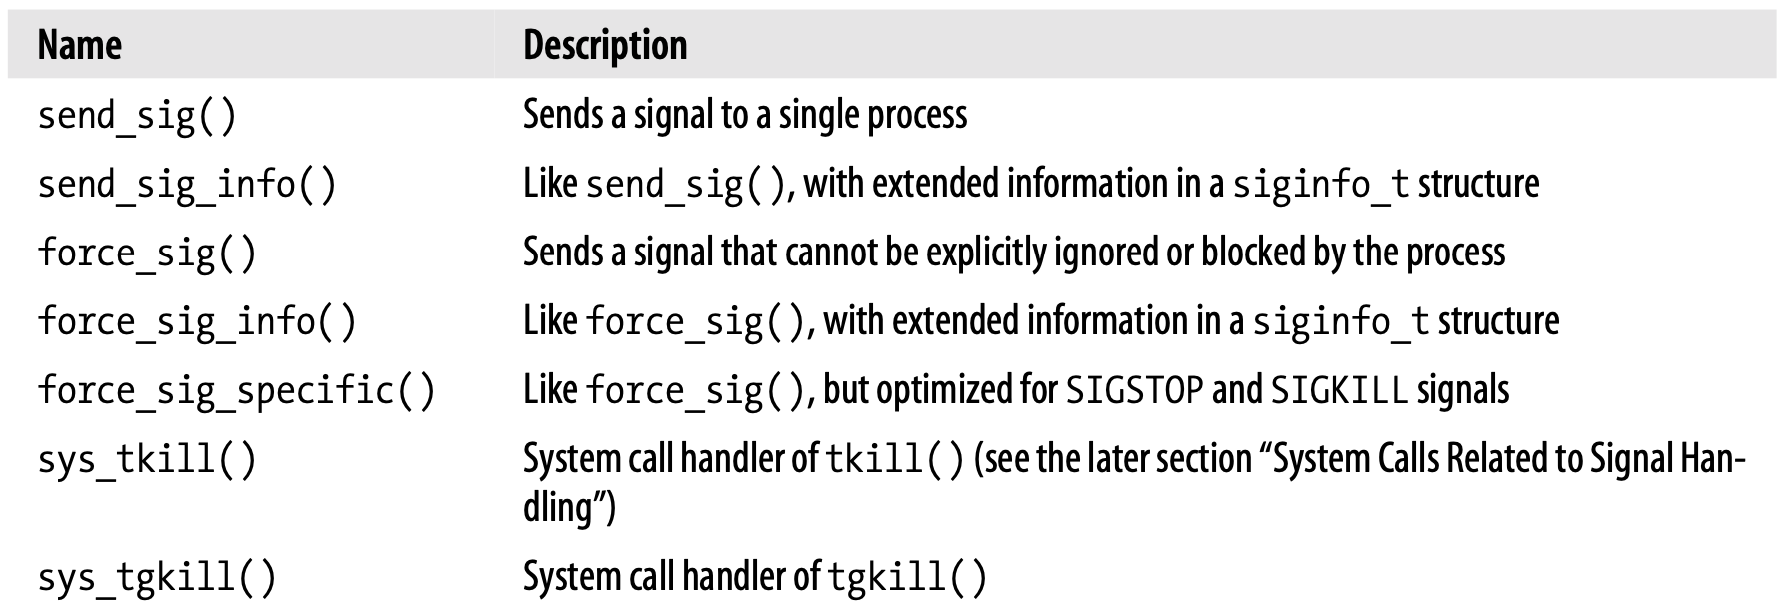 Name Description
send_sig() Sends a signal to a single process
send_sig_info() Like send_sig(), with extended information in a siginfo_t structure
force_sig() Sends a signal that cannot be explicitly ignored or blocked by the process
force_sig_info() Like force_sig(), with extended information in a siginfo_t structure
force_sig_specific() Like force_sig(), but optimized for SIGSTOP and SIGKILL signals
sys_tkill() System call handler of tkill() (see the later section “System Calls Related to Signal Han-
dling”)
sys_tgkill() System call handler of tgkill()